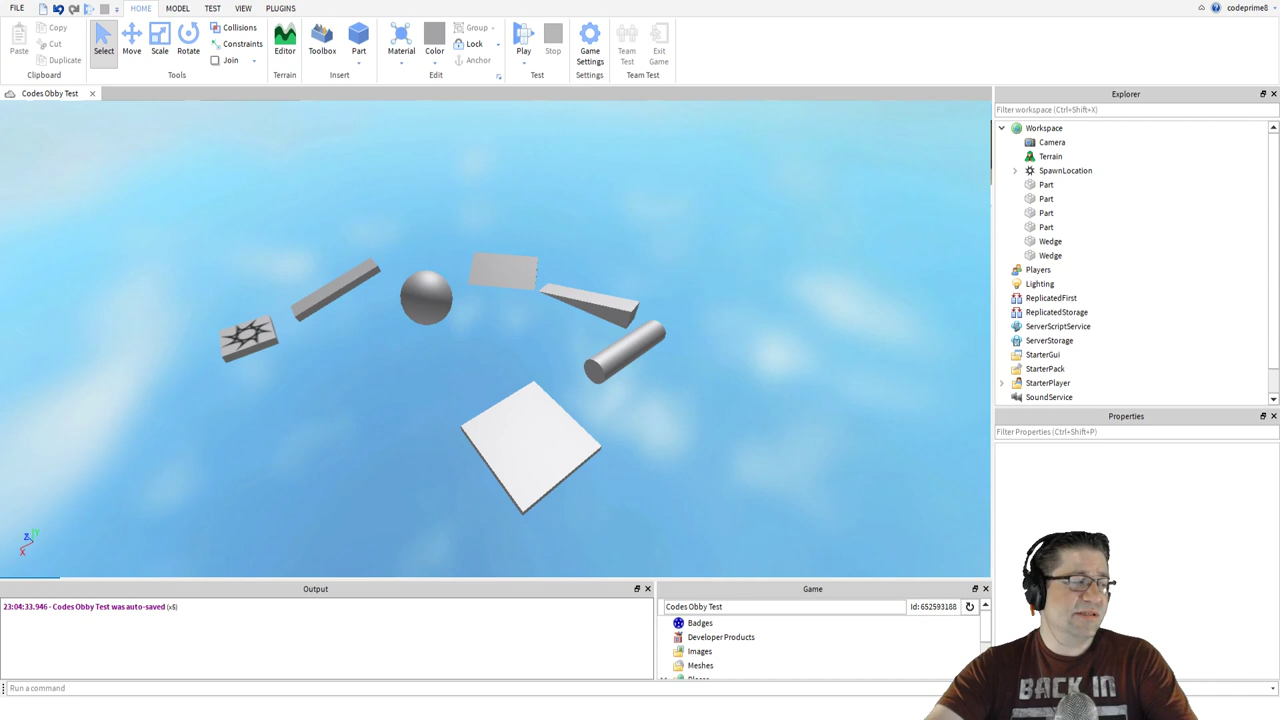 FILE HOME MODEL TEST VIEW PLUGINS codeprime8
Copy
Cut
Duplicate
Paste
Clipboard
Select Move Scale Rotate
Collisions
Constraints
Join
Tools
Editor
Terrain
Toolbox Part
Insert
Material Color
Group
Lock
Anchor
Edit
Play Stop
Test
Game
Settings
Settings
Team
Test
Exit
Game
Team Test
Codes Obby Test
Explorer
Filter workspace (Ctrl+Shift+X)
Workspace
Camera
Terrain
SpawnLocation
Part
Part
Part
Part
Wedge
Wedge
Players
Lighting
ReplicatedFirst
ReplicatedStorage
ServerScriptService
ServerStorage
StarterGui
StarterPack
StarterPlayer
SoundService
Properties
Filter Properties (Ctrl+Shift+P)
Z Y
X
Output
23:04:33.946 - Codes Obby Test was auto-saved (x5)
Game
Codes Obby Test Id: 652593188
Badges
Developer Products
Images
Meshes
Run a command
BACK IN